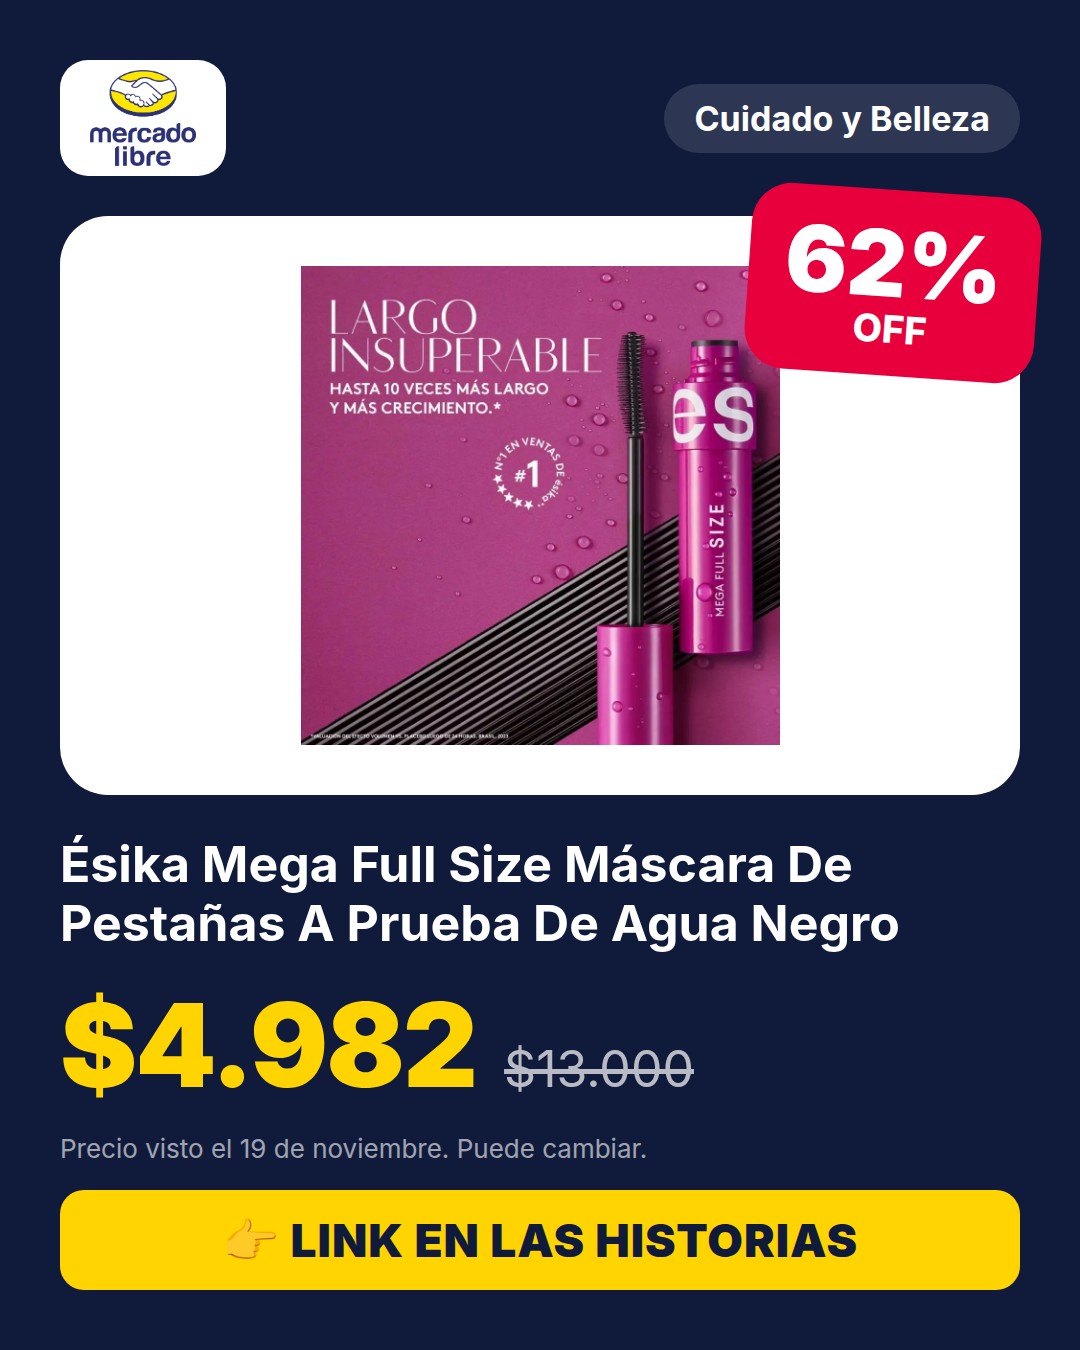 mercado
libre
Cuidado y Belleza
62%
OFF
LARGO
INSUPERABLE
HASTA 10 VECES MÁS LARGO
Y MÁS CRECIMIENTO.*
N°1 EN VENTAS DE ésika**
#1
es
MEGA FULL SIZE
Ésika Mega Full Size Máscara De
Pestañas A Prueba De Agua Negro
$4.982 $13.000
Precio visto el 19 de noviembre. Puede cambiar.
👉 LINK EN LAS HISTORIAS